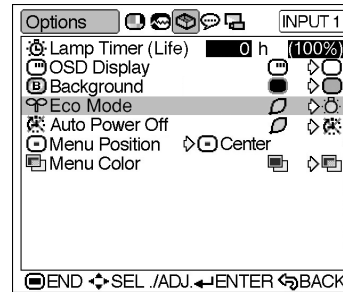 Options INPUT 1
Lamp Timer (Life) 0 h (100%)
OSD Display
B Background
Eco Mode
Auto Power Off
Menu Position Center
Menu Color
END SEL./ADJ. ENTER BACK